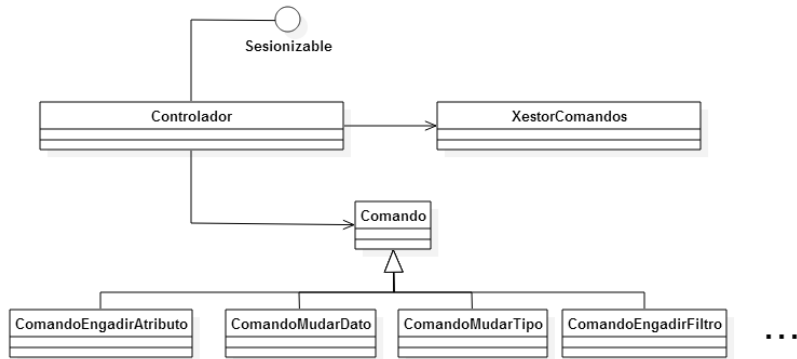 Sesionizable
Controlador
XestorComandos
Comando
ComandoEngadirAtributo
ComandoMudarDato
ComandoMudarTipo
ComandoEngadirFiltro
...